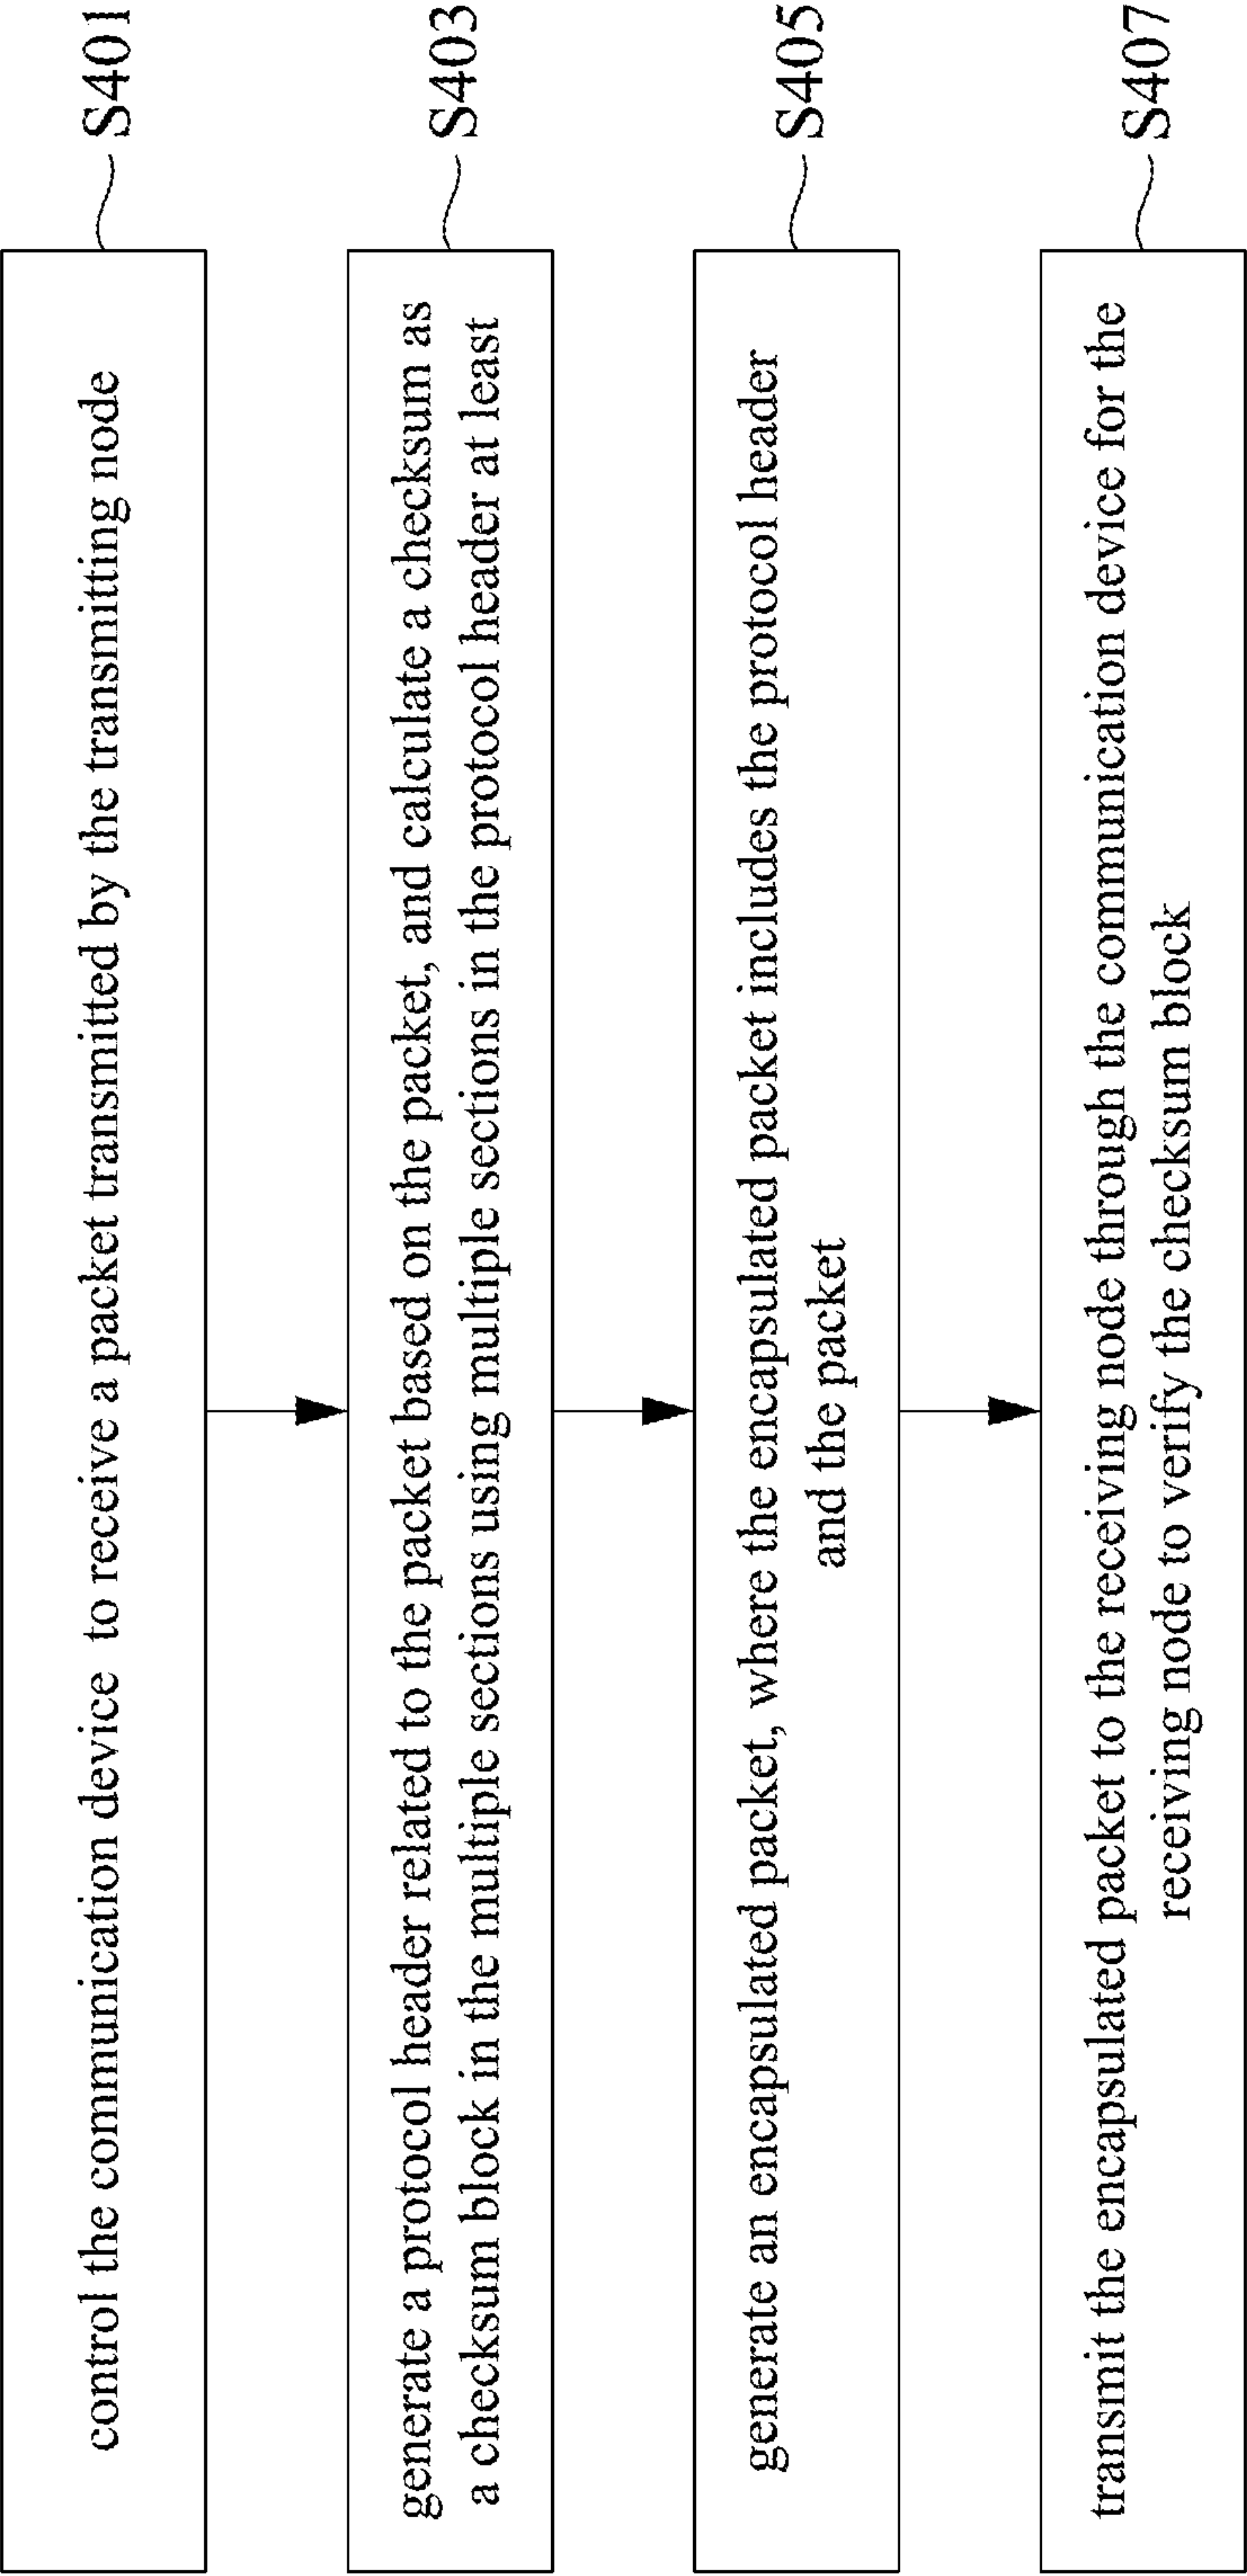 control the communication device to receive a packet transmitted by the transmitting node
S401
generate a protocol header related to the packet based on the packet, and calculate a checksum as
a checksum block in the multiple sections using multiple sections in the protocol header at least
S403
generate an encapsulated packet, where the encapsulated packet includes the protocol header
and the packet
S405
transmit the encapsulated packet to the receiving node through the communication device for the
receiving node to verify the checksum block
S407